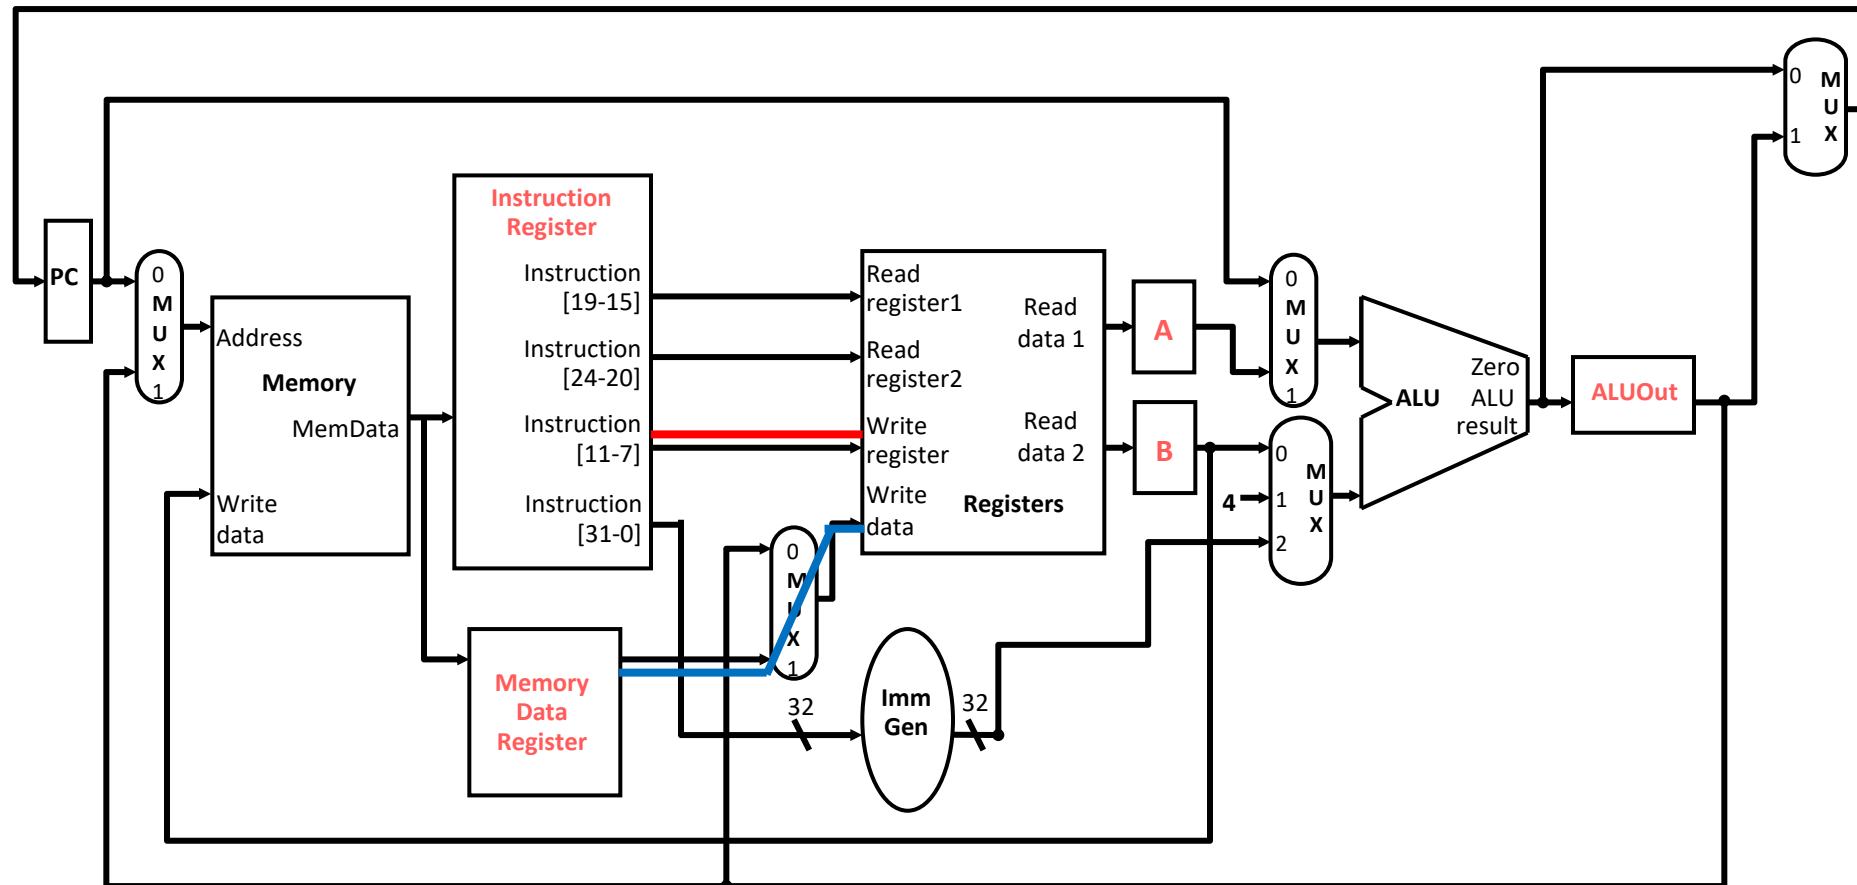 PC
0
M
U
X
1
Address
Memory
MemData
Write
data
Instruction
Register
Instruction
[19-15]
Instruction
[24-20]
Instruction
[11-7]
Instruction
[31-0]
Memory
Data
Register
0
M
U
X
1
32
Imm
Gen
32
Read
register1
Read
register2
Write
register
Write
data
Read
data 1
Read
data 2
Registers
A
B
4
0
M
U
X
1
0
1
2
M
U
X
ALU
Zero
ALU
result
ALUOut
0
1
M
U
X